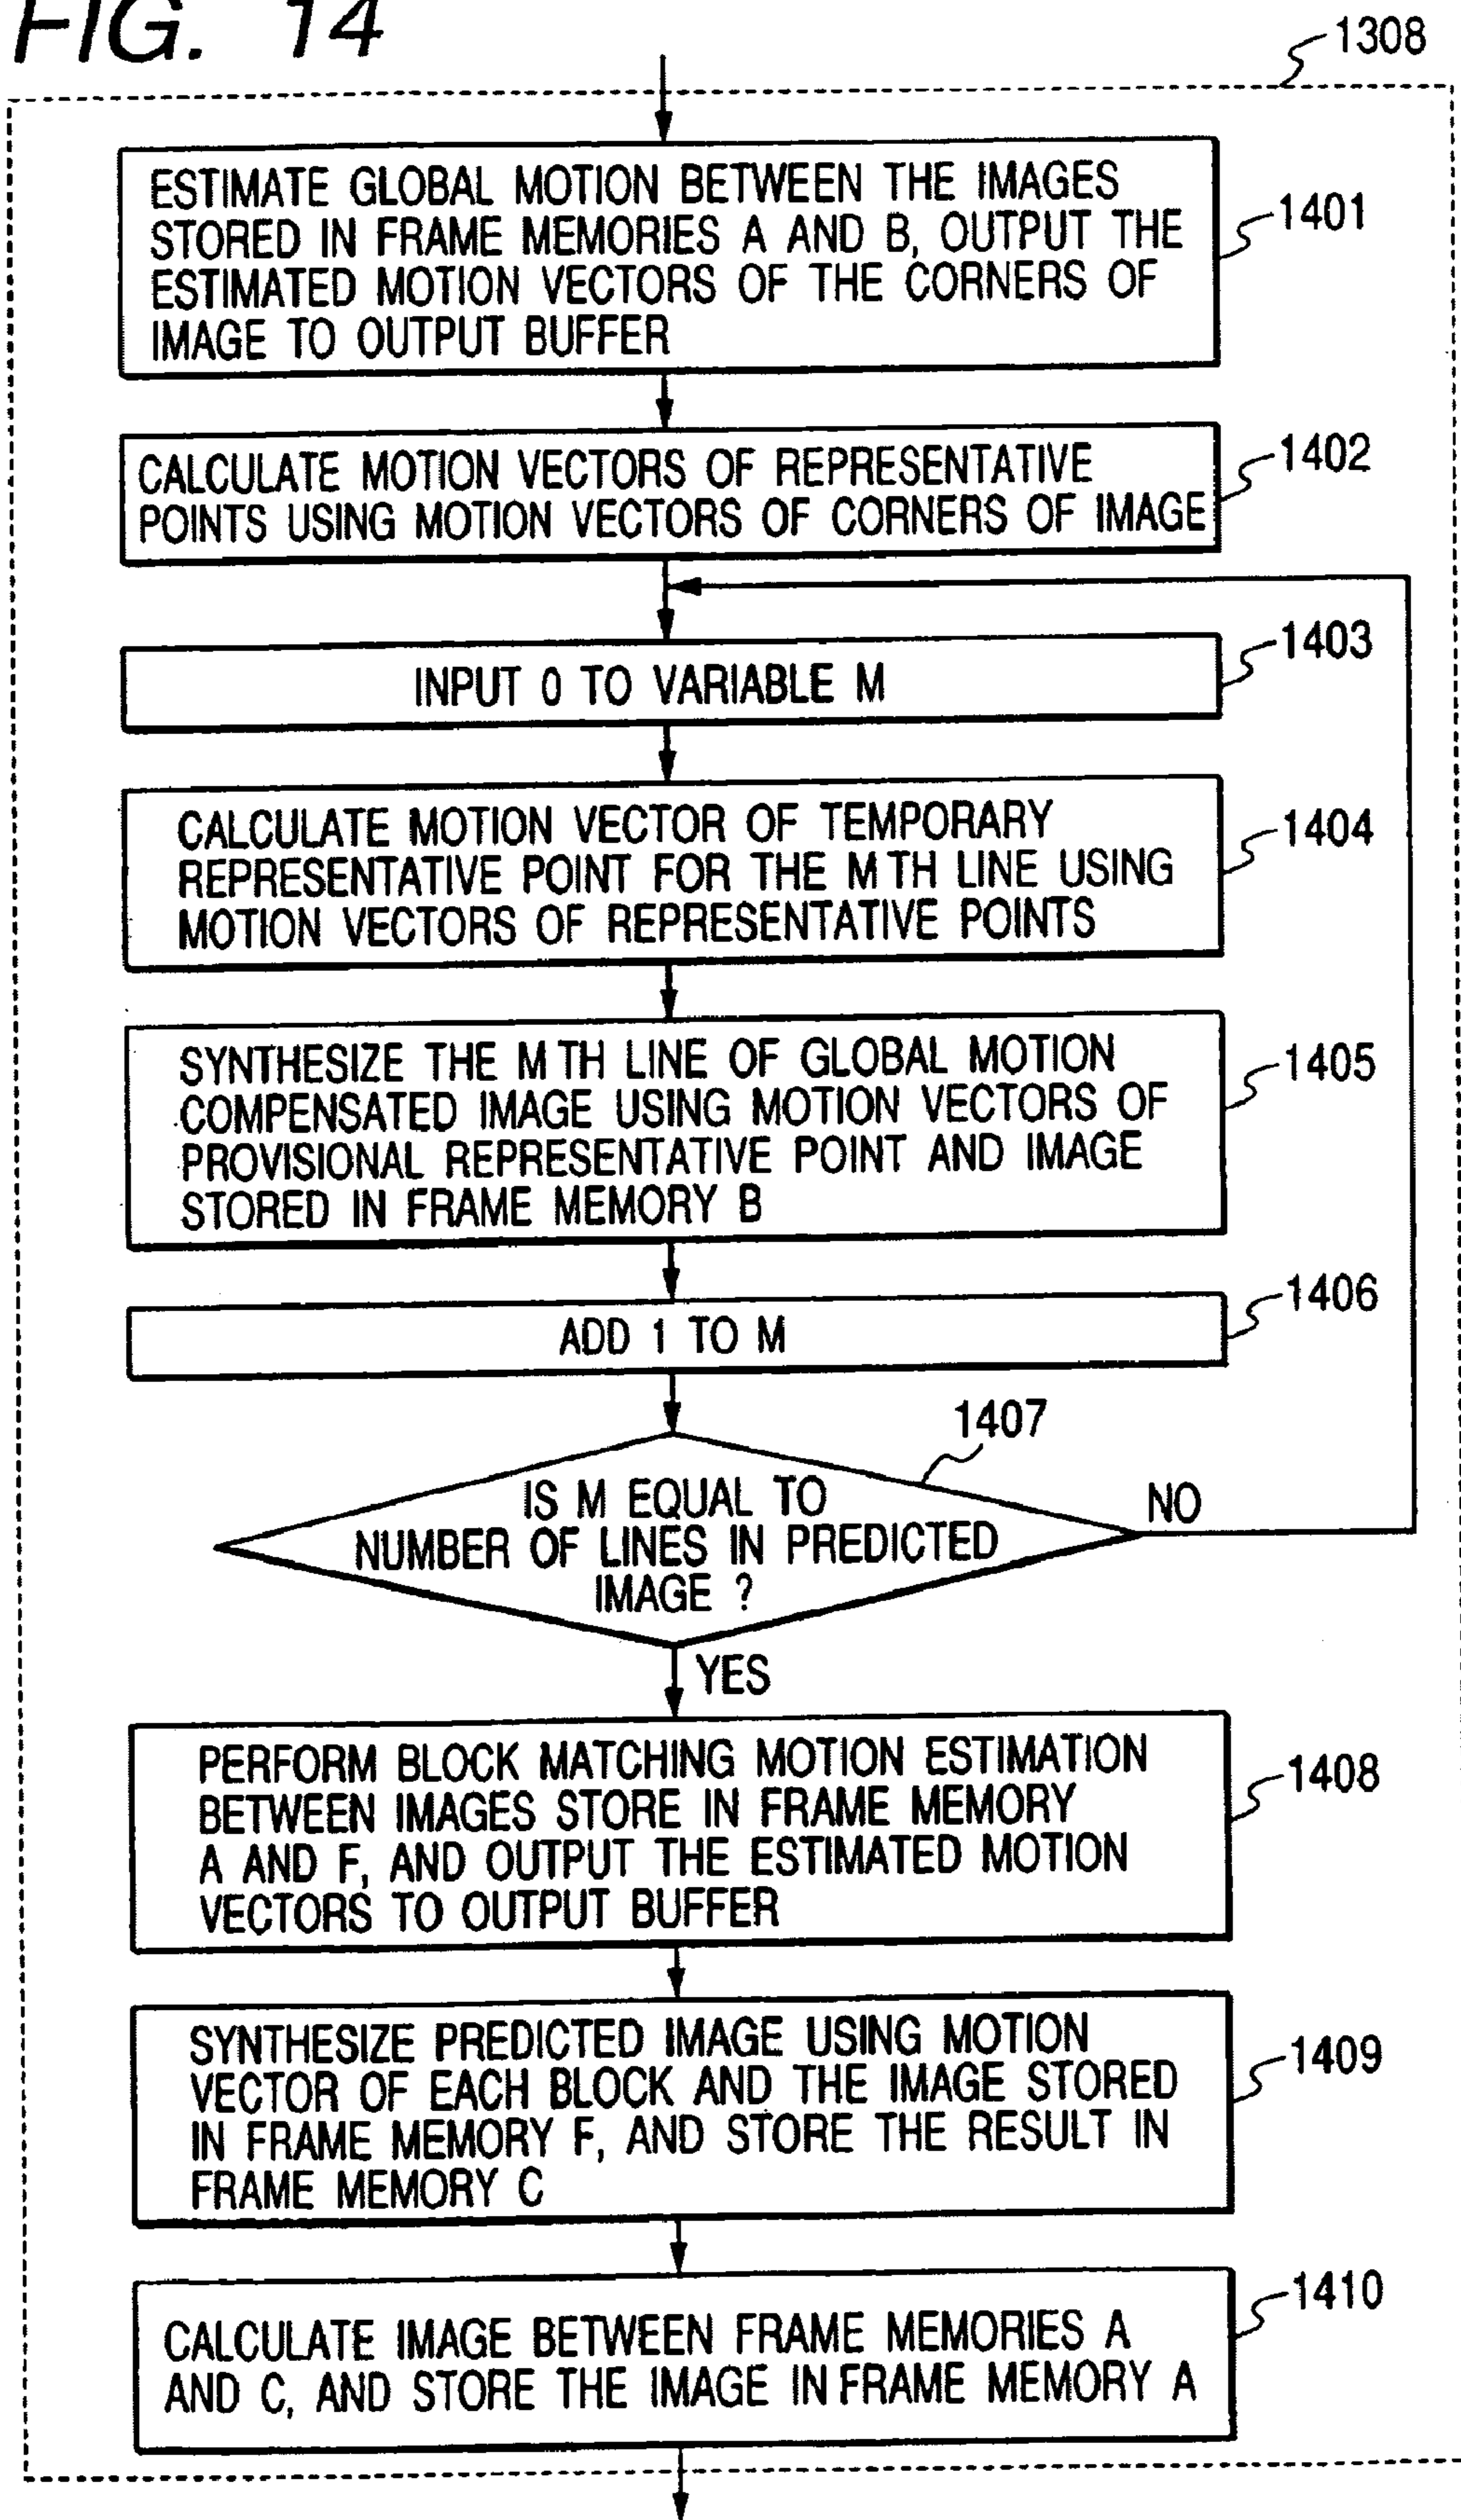 FIG. 14
1308
ESTIMATE GLOBAL MOTION BETWEEN THE IMAGES
STORED IN FRAME MEMORIES A AND B, OUTPUT THE
ESTIMATED MOTION VECTORS OF THE CORNERS OF
IMAGE TO OUTPUT BUFFER
1401
CALCULATE MOTION VECTORS OF REPRESENTATIVE
POINTS USING MOTION VECTORS OF CORNERS OF IMAGE
1402
INPUT 0 TO VARIABLE M
1403
CALCULATE MOTION VECTOR OF TEMPORARY
REPRESENTATIVE POINT FOR THE M TH LINE USING
MOTION VECTORS OF REPRESENTATIVE POINTS
1404
SYNTHESIZE THE M TH LINE OF GLOBAL MOTION
COMPENSATED IMAGE USING MOTION VECTORS OF
PROVISIONAL REPRESENTATIVE POINT AND IMAGE
STORED IN FRAME MEMORY B
1405
ADD 1 TO M
1406
1407
IS M EQUAL TO
NUMBER OF LINES IN PREDICTED
IMAGE ?
NO
YES
PERFORM BLOCK MATCHING MOTION ESTIMATION
BETWEEN IMAGES STORE IN FRAME MEMORY
A AND F, AND OUTPUT THE ESTIMATED MOTION
VECTORS TO OUTPUT BUFFER
1408
SYNTHESIZE PREDICTED IMAGE USING MOTION
VECTOR OF EACH BLOCK AND THE IMAGE STORED
IN FRAME MEMORY F, AND STORE THE RESULT IN
FRAME MEMORY C
1409
CALCULATE IMAGE BETWEEN FRAME MEMORIES A
AND C, AND STORE THE IMAGE IN FRAME MEMORY A
1410